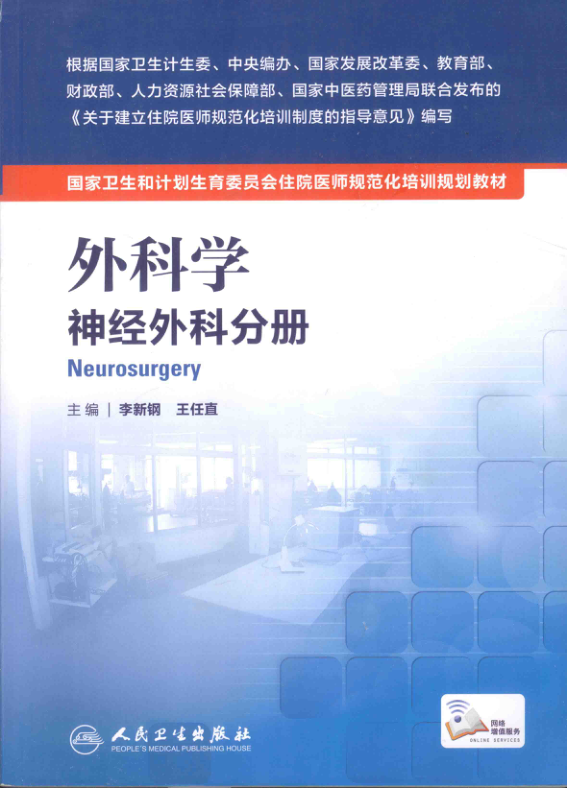 根据国家卫生计生委、中央编办、国家发展改革委、教育部、
财政部、人力资源社会保障部、国家中医药管理局联合发布的
《关于建立住院医师规范化培训制度的指导意见》编写
国家卫生和计划生育委员会住院医师规范化培训规划教材
外科学
神经外科分册
Neurosurgery
主编 | 李新钢 王任直
人民卫生出版社
PEOPLE'S MEDICAL PUBLISHING HOUSE
网络
增值服务
ONLINE SERVICES